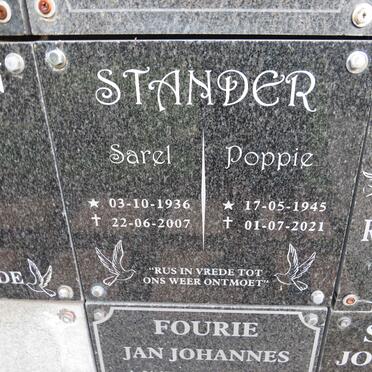 STANDER
Sarel Poppie
★ 03-10-1936 ★ 17-05-1945
✝ 22-06-2007 ✝ 01-07-2021
"RUS IN VREDE TOT
ONS WEER ONTMOET"
DE
FOURIE
JAN JOHANNES